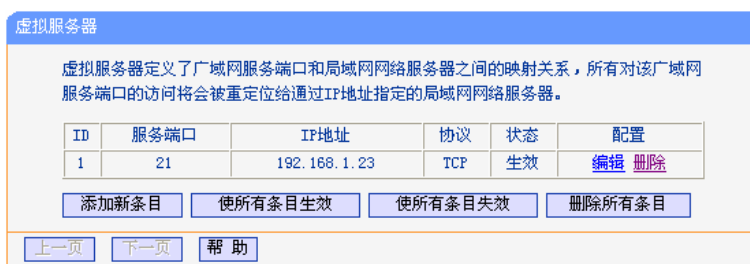 虚拟服务器
虚拟服务器定义了广域网服务端口和局域网网络服务器之间的映射关系，所有对该广域网
服务端口的访问将会被重定位给通过IP地址指定的局域网网络服务器。
ID 服务端口 IP地址 协议 状态 配置
1 21 192.168.1.23 TCP 生效 编辑 删除
添加新条目 使所有条目生效 使所有条目失效 删除所有条目
上一页 下一页 帮 助